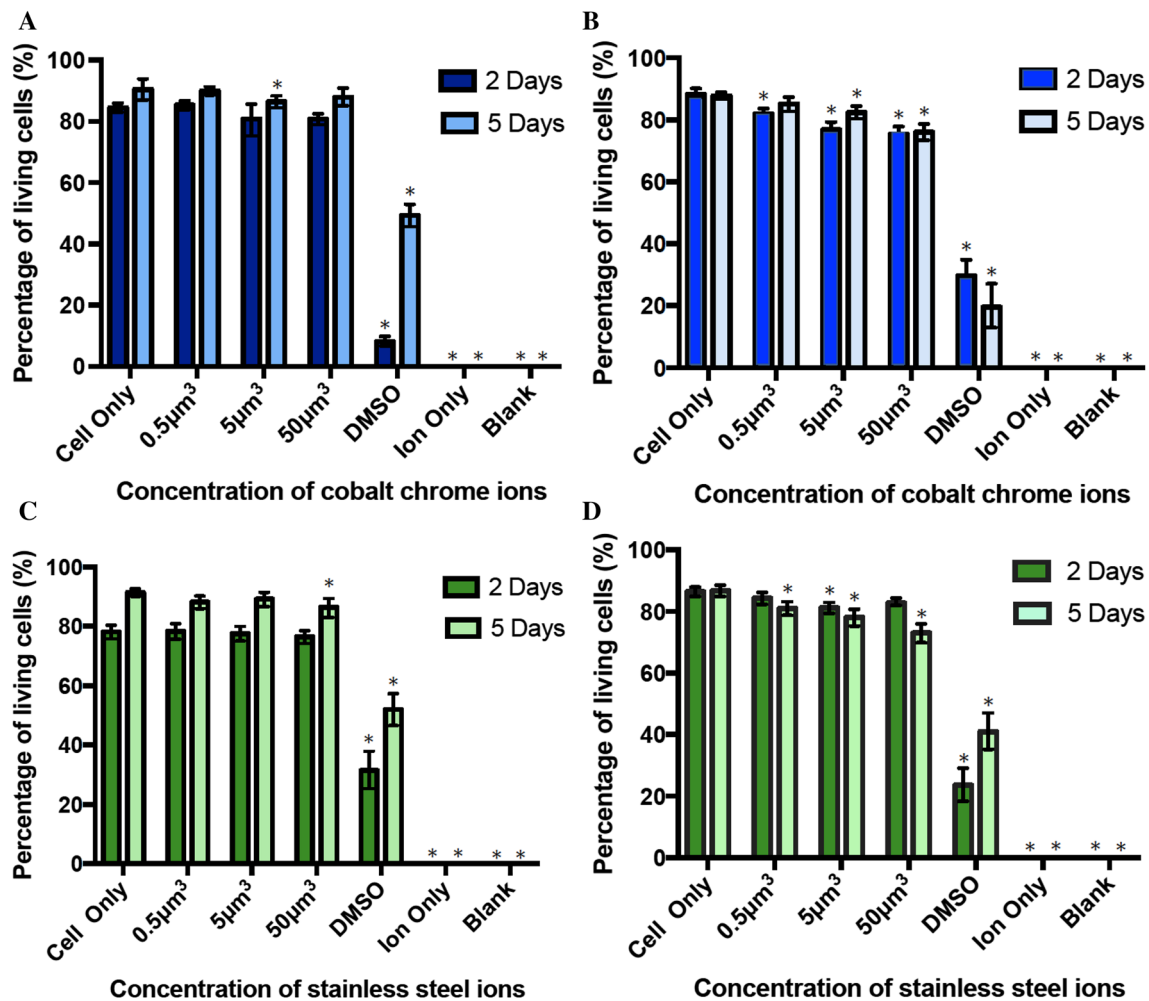 A
Percentage of living cells (%)
100
80
60
40
20
0
2 Days
5 Days
*
*
*
* * * *
Cell Only
0.5µm³
5µm³
50µm³
DMSO
Ion Only
Blank
Concentration of cobalt chrome ions
B
Percentage of living cells (%)
100
80
60
40
20
0
2 Days
5 Days
*
* *
* *
* *
* * * *
Cell Only
0.5µm³
5µm³
50µm³
DMSO
Ion Only
Blank
Concentration of cobalt chrome ions
C
Percentage of living cells (%)
100
80
60
40
20
0
2 Days
5 Days
*
* *
* * * *
Cell Only
0.5µm³
5µm³
50µm³
DMSO
Ion Only
Blank
Concentration of stainless steel ions
D
Percentage of living cells (%)
100
80
60
40
20
0
2 Days
5 Days
*
* *
*
* *
* * * *
Cell Only
0.5µm³
5µm³
50µm³
DMSO
Ion Only
Blank
Concentration of stainless steel ions